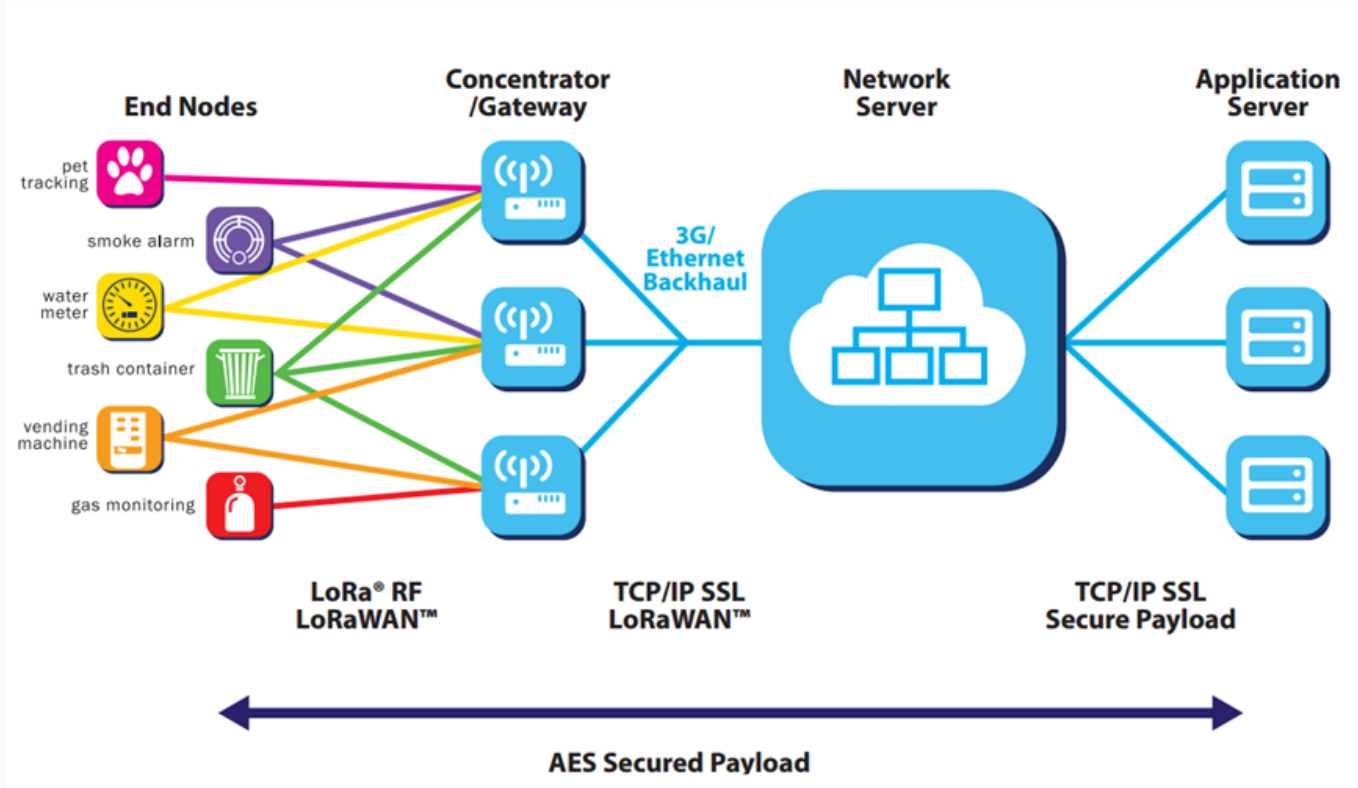 End Nodes
Concentrator
/Gateway
Network
Server
Application
Server
pet
tracking
smoke alarm
water
meter
trash container
vending
machine
gas monitoring
3G/
Ethernet
Backhaul
LoRa® RF
LoRaWAN™
TCP/IP SSL
LoRaWAN™
TCP/IP SSL
Secure Payload
AES Secured Payload